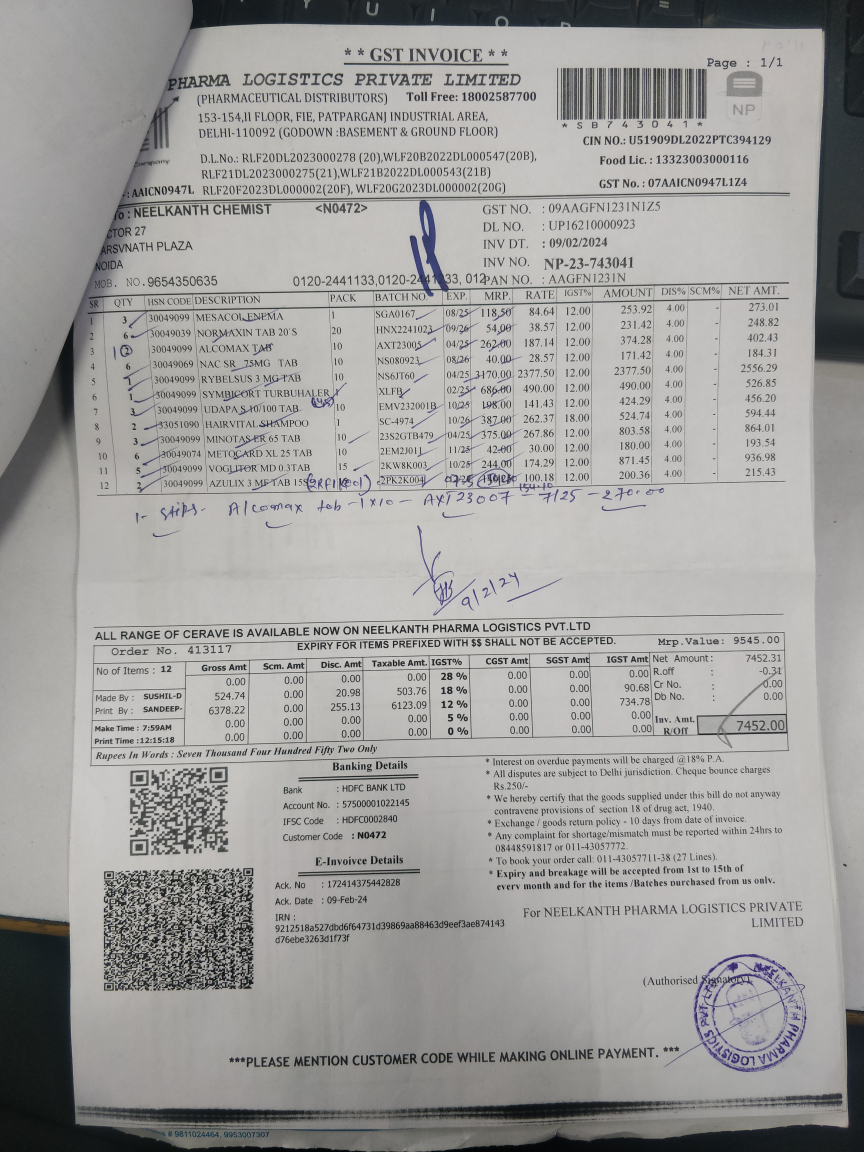 ** GST INVOICE **
Page : 1/1
PHARMA LOGISTICS PRIVATE LIMITED
(PHARMACEUTICAL DISTRIBUTORS) Toll Free: 18002587700
153-154,II FLOOR, FIE, PATPARGANJ INDUSTRIAL AREA,
DELHI-110092 (GODOWN :BASEMENT & GROUND FLOOR)
* S B 7 4 3 0 4 1 *
NP
CIN NO.: U51909DL2022PTC394129
D.L.No.: RLF20DL2023000278 (20),WLF20B2022DL000547(20B),
Food Lic. : 13323003000116
RLF21DL2023000275(21),WLF21B2022DL000543(21B)
AAICN0947L RLF20F2023DL000002(20F), WLF20G2023DL000002(20G)
GST No. : 07AAICN0947L1Z4
To : NEELKANTH CHEMIST <N0472>
GST NO. : 09AAGFN1231N1Z5
CTOR 27
DL NO. : UP16210000923
ARSVNATH PLAZA
INV DT. : 09/02/2024
NOIDA
INV NO. NP-23-743041
MOB. NO.9654350635 0120-2441133,0120-2441233, 012 PAN NO. : AAGFN1231N
SR QTY HSN CODE DESCRIPTION PACK BATCH NO. EXP. MRP. RATE IGST% AMOUNT DIS% SCM% NET AMT.
1 3 30049099 MESACOL ENEMA 1 SGA0167 08/25 118.50 84.64 12.00 253.92 4.00 - 273.01
2 6 30049039 NORMAXIN TAB 20'S 20 HNX2241023 09/26 54.00 38.57 12.00 231.42 4.00 - 248.82
3 1 2 30049099 ALCOMAX TAB 10 AXT23005 04/25 262.00 187.14 12.00 374.28 4.00 - 402.43
4 6 30049069 NAC SR 75MG TAB 10 NS080923 08/26 40.00 28.57 12.00 171.42 4.00 - 184.31
5 1 30049099 RYBELSUS 3 MG TAB 10 NS6JT60 04/25 3170.00 2377.50 12.00 2377.50 4.00 - 2556.29
6 1 30049099 SYMBICORT TURBUHALER 1 XLFB 02/25 686.00 490.00 12.00 490.00 4.00 - 526.85
7 3 30049099 UDAPA S 10/100 TAB 10 EMV232001B 10/25 198.00 141.43 12.00 424.29 4.00 - 456.20
8 2 33051090 HAIRVITAL SHAMPOO 1 SC-4974 10/26 387.00 262.37 18.00 524.74 4.00 - 594.44
9 3 30049099 MINOTAS ER 65 TAB 10 23S2GTB479 04/25 375.00 267.86 12.00 803.58 4.00 - 864.01
10 6 30049074 METOCARD XL 25 TAB 10 2EM2J011 11/25 42.00 30.00 12.00 180.00 4.00 - 193.54
11 5 30049099 VOGLITOR MD 0.3TAB 15 2KW8K003 10/25 244.00 174.29 12.00 871.45 4.00 - 936.98
12 2 30049099 AZULIX 3 MF TAB 15S 2PK2K004 100.18 12.00 200.36 4.00 - 215.43
1- Strips- Alcomax tab - 1x10 - AXT23007 - 7/25 - 270.00
9/2/24
ALL RANGE OF CERAVE IS AVAILABLE NOW ON NEELKANTH PHARMA LOGISTICS PVT.LTD
Order No. 413117 EXPIRY FOR ITEMS PREFIXED WITH $$ SHALL NOT BE ACCEPTED. Mrp.Value: 9545.00
No of Items : 12 Gross Amt Scm. Amt Disc. Amt Taxable Amt. IGST% CGST Amt SGST Amt IGST Amt
0.00 0.00 0.00 0.00 28 % 0.00 0.00 0.00
Made By : SUSHIL-D 524.74 0.00 20.98 503.76 18 % 0.00 0.00 90.68
Print By : SANDEEP- 6378.22 0.00 255.13 6123.09 12 % 0.00 0.00 734.78
Make Time : 7:59AM 0.00 0.00 0.00 0.00 5 % 0.00 0.00 0.00
Print Time :12:15:18 0.00 0.00 0.00 0.00 0 % 0.00 0.00 0.00
Net Amount : 7452.31
R.off : -0.31
Cr No. : 0.00
Db No. : 0.00
Inv. Amt. R/Off 7452.00
Rupees In Words : Seven Thousand Four Hundred Fifty Two Only
Banking Details
Bank : HDFC BANK LTD
Account No. : 57500001022145
IFSC Code : HDFC0002840
Customer Code : N0472
E-Invoivce Details
Ack. No : 172414375442828
Ack. Date : 09-Feb-24
IRN :
9212518a527dbd6f64731d39869aa88463d9eef3ae874143
d76ebe3263d1f73f
* Interest on overdue payments will be charged @18% P.A.
* All disputes are subject to Delhi jurisdiction. Cheque bounce charges
Rs.250/-
* We hereby certify that the goods supplied under this bill do not anyway
contravene provisions of section 18 of drug act, 1940.
* Exchange / goods return policy - 10 days from date of invoice.
* Any complaint for shortage/mismatch must be reported within 24hrs to
08448591817 or 011-43057772.
* To book your order call: 011-43057711-38 (27 Lines).
* Expiry and breakage will be accepted from 1st to 15th of
every month and for the items /Batches purchased from us only.
For NEELKANTH PHARMA LOGISTICS PRIVATE
LIMITED
(Authorised Signatory)
NEELKANTH PHARMA LOGISTICS PVT. LTD.
***PLEASE MENTION CUSTOMER CODE WHILE MAKING ONLINE PAYMENT. ***
# 9811024464, 9953007307